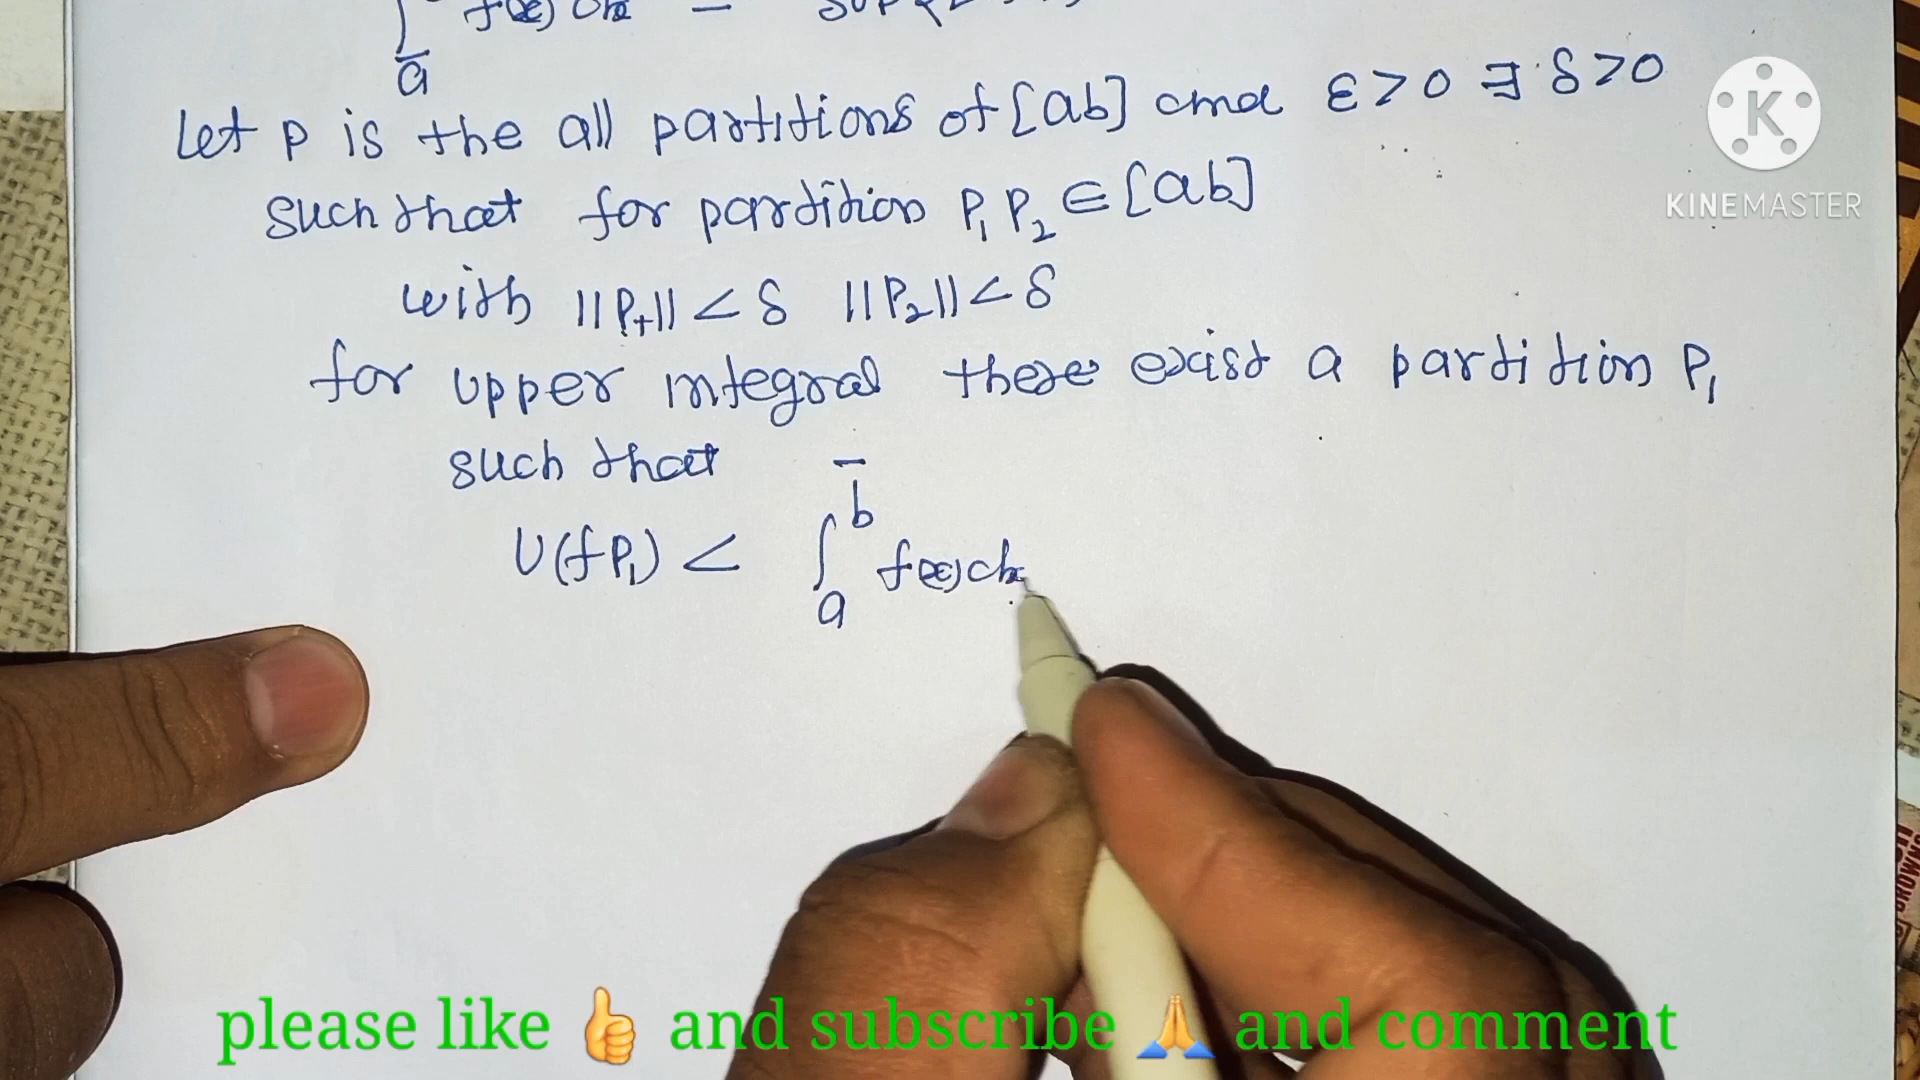 a
Let P is the all partitions of [ab] and ε>0 ∃ δ>0
such that for partition P₁ P₂ ∈ [ab]
with ||P₁|| < δ ||P₂|| < δ
for upper integral there exist a partition P₁
such that
U(fP₁) < ∫ₐᵇ̅ f(x)dx
K
KINEMASTER
please like 👍 and subscribe 🙏 and comment